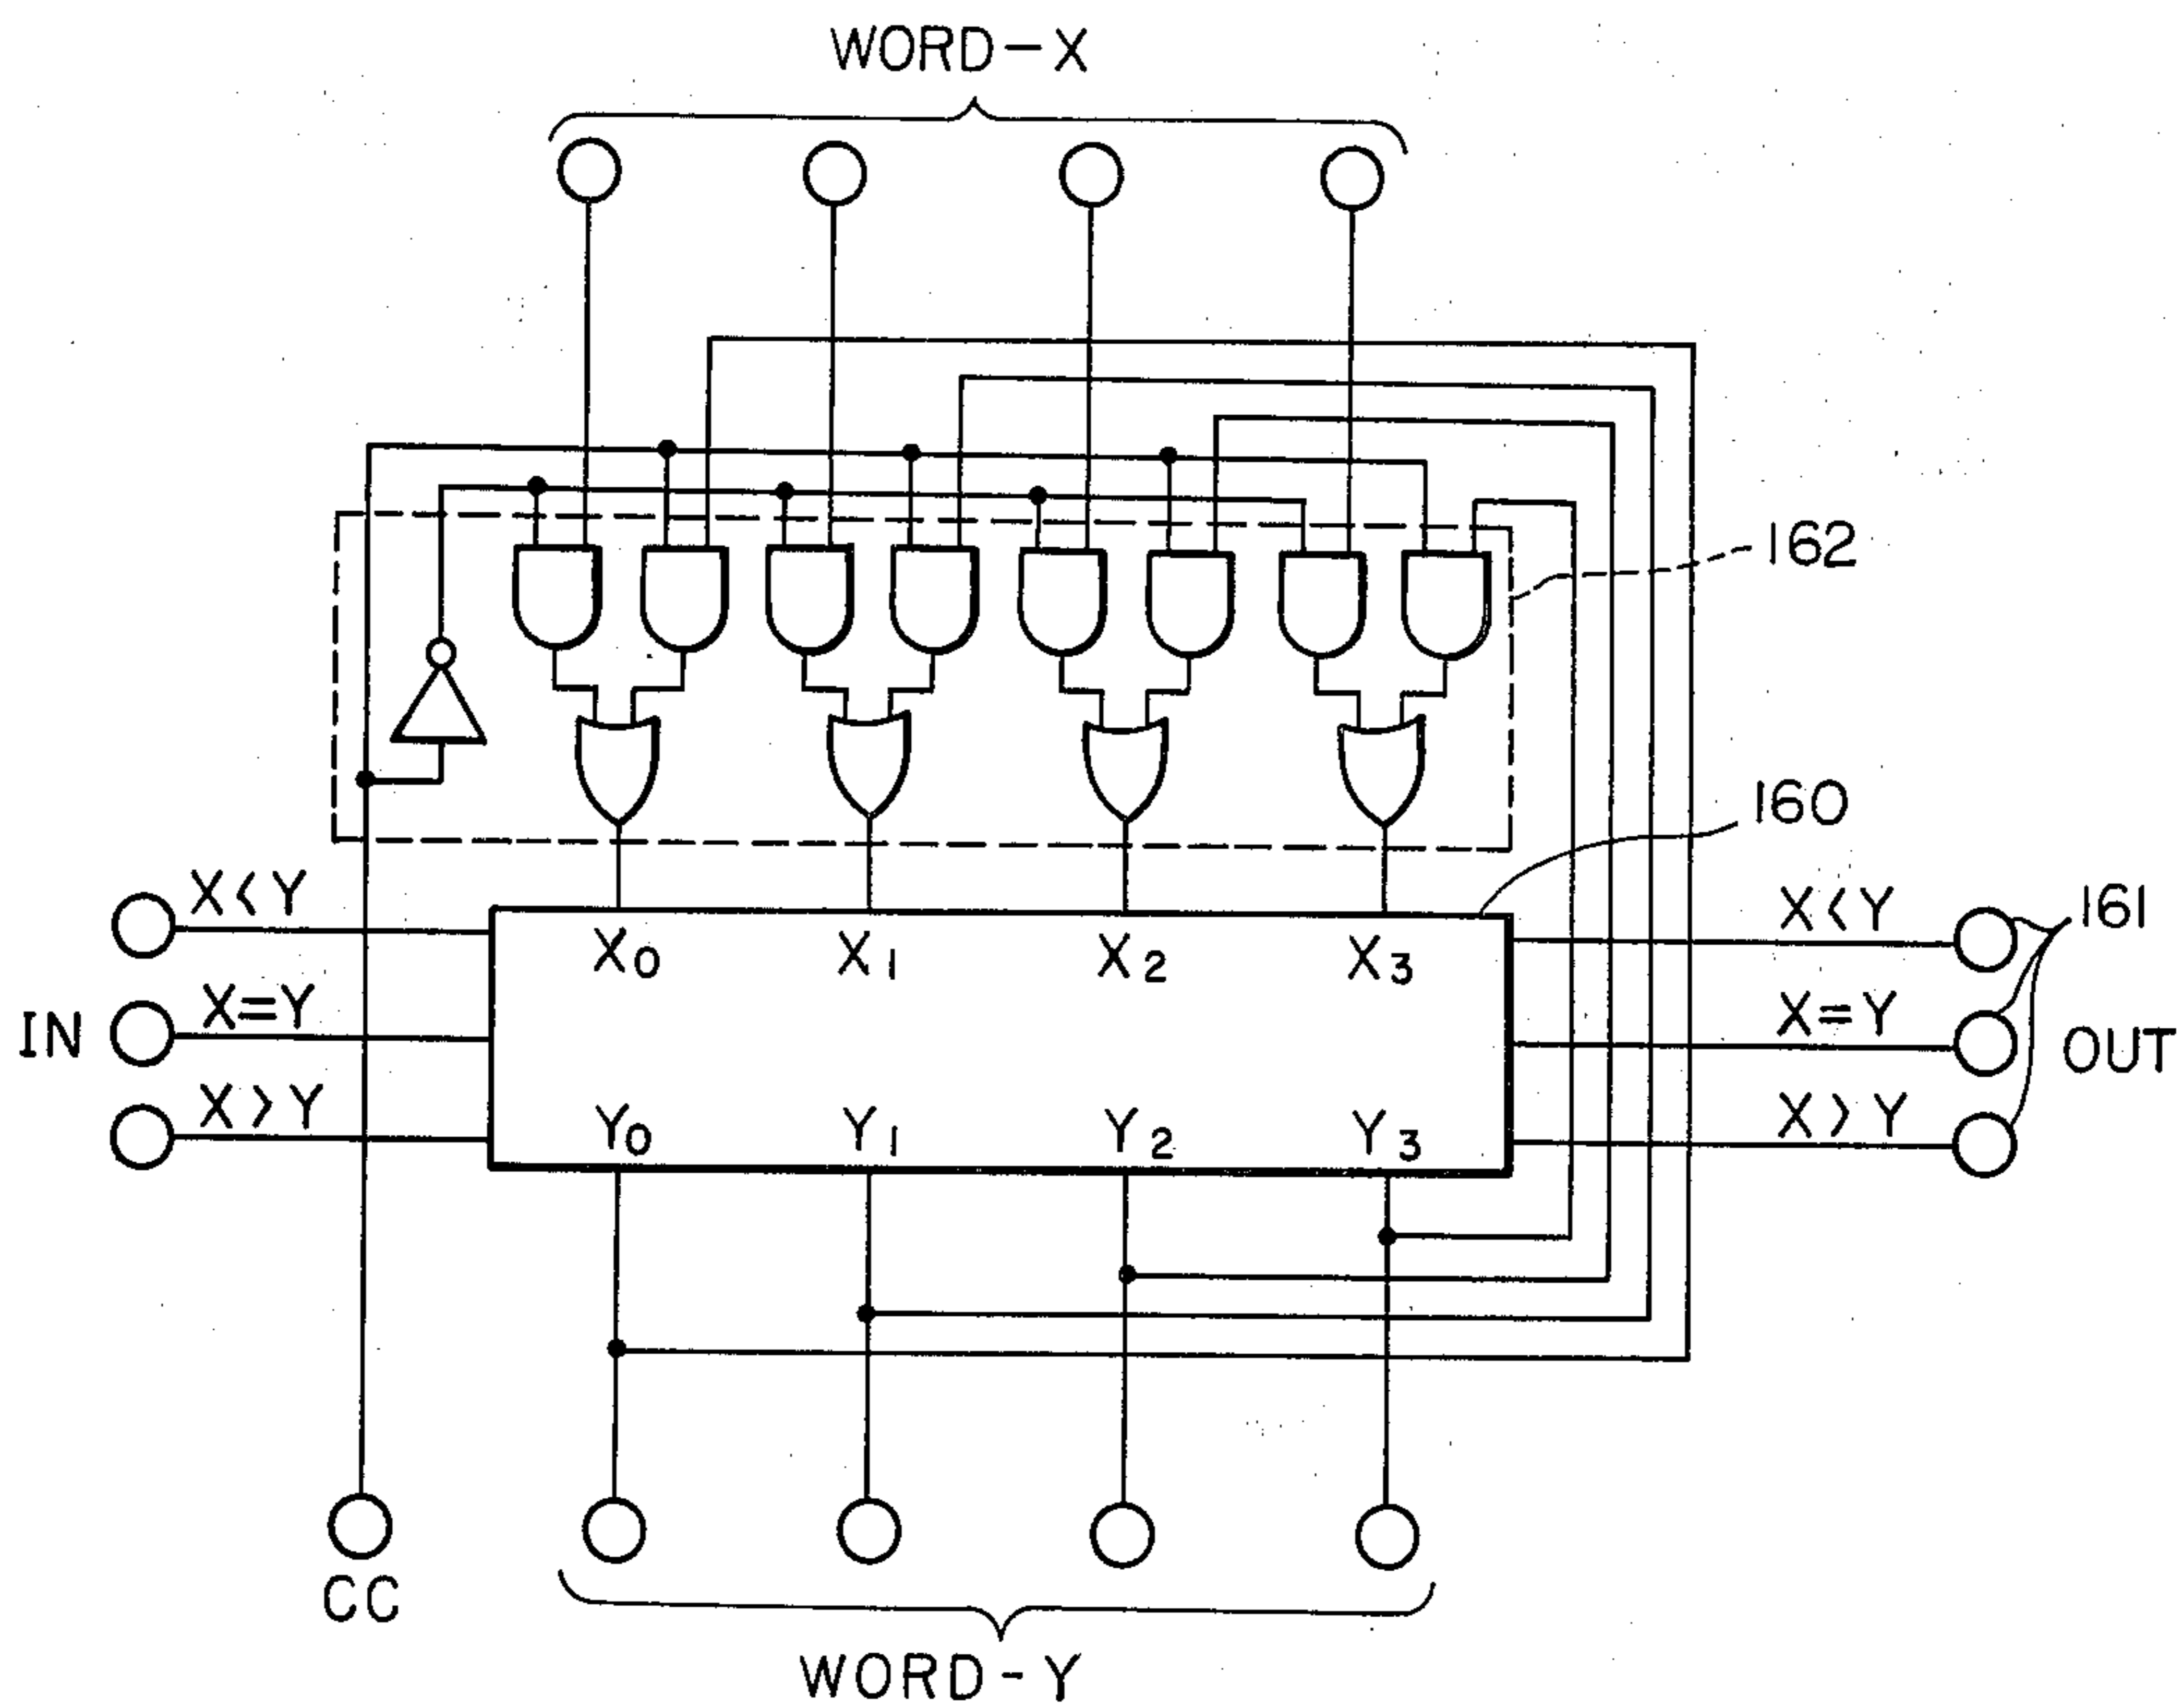 WORD-X
162
160
X<Y
X<Y
161
X0 X1 X2 X3
IN
X=Y
X=Y
OUT
X>Y
X>Y
Y0 Y1 Y2 Y3
CC
WORD-Y